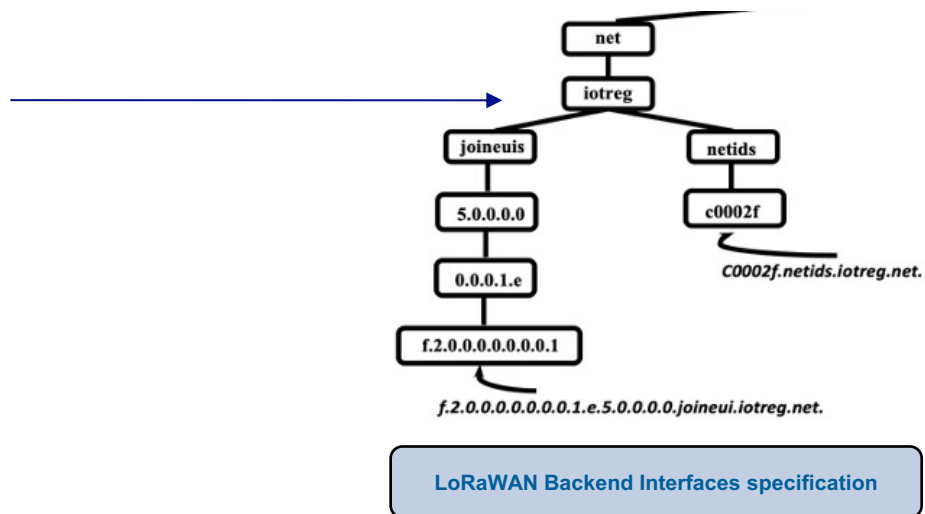 net
iotreg
joineuis
netids
5.0.0.0.0
c0002f
C0002f.netids.iotreg.net.
0.0.0.1.e
f.2.0.0.0.0.0.0.0.1
f.2.0.0.0.0.0.0.0.1.e.5.0.0.0.0.joineui.iotreg.net.
LoRaWAN Backend Interfaces specification